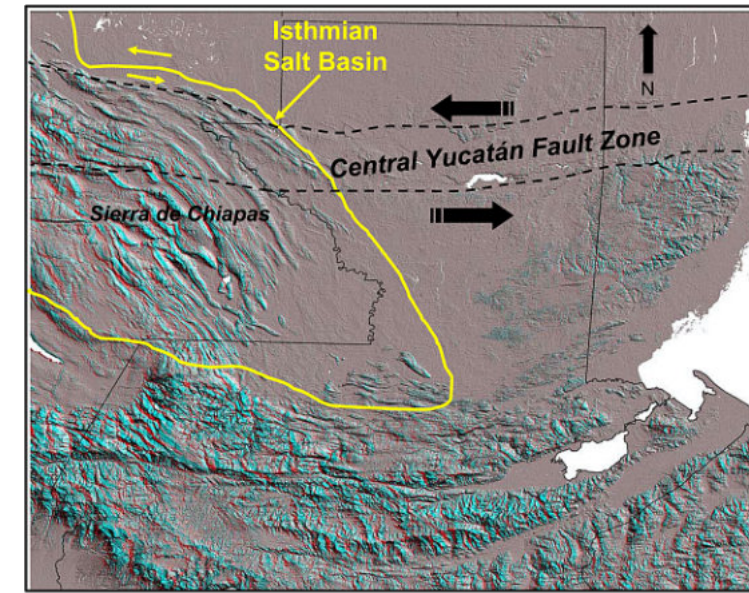 Isthmian
Salt Basin
N
Central Yucatán Fault Zone
Sierra de Chiapas